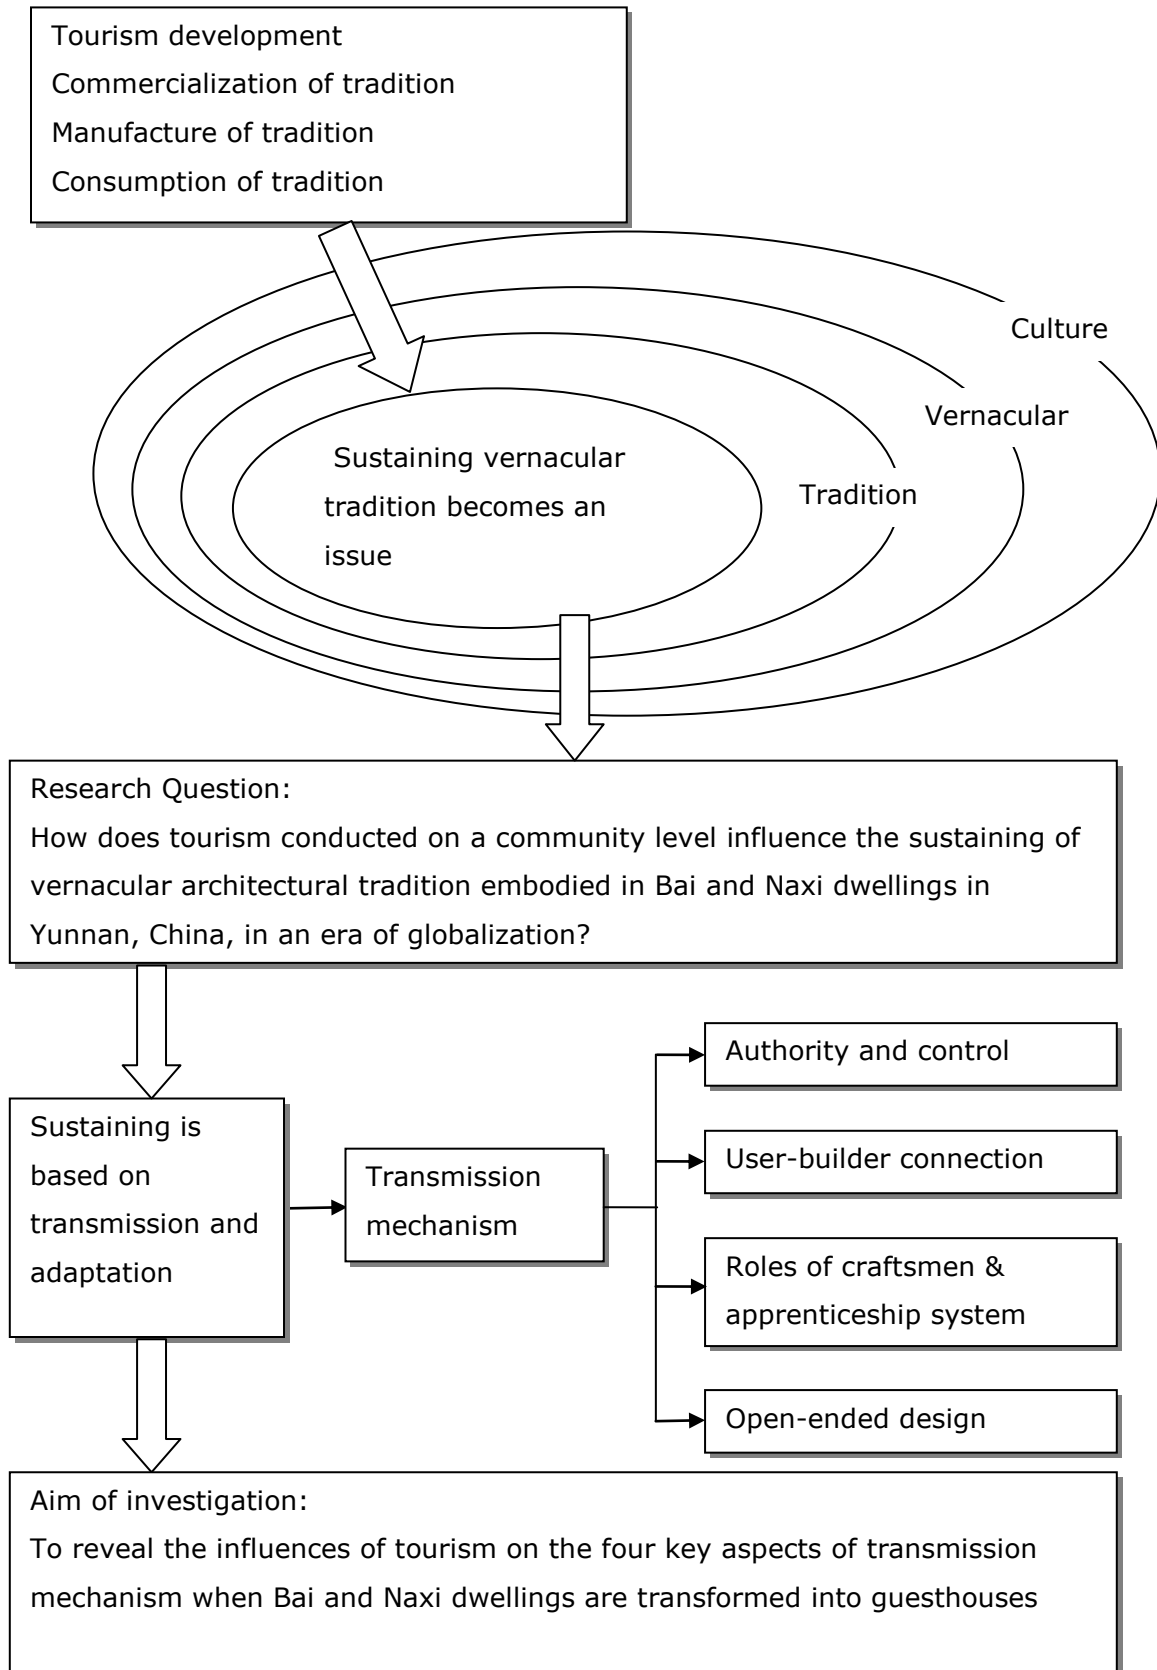 Tourism development
Commercialization of tradition
Manufacture of tradition
Consumption of tradition
Culture
Vernacular
Tradition
Sustaining vernacular
tradition becomes an
issue
Research Question:
How does tourism conducted on a community level influence the sustaining of
vernacular architectural tradition embodied in Bai and Naxi dwellings in
Yunnan, China, in an era of globalization?
Sustaining is
based on
transmission and
adaptation
Transmission
mechanism
Authority and control
User-builder connection
Roles of craftsmen &
apprenticeship system
Open-ended design
Aim of investigation:
To reveal the influences of tourism on the four key aspects of transmission
mechanism when Bai and Naxi dwellings are transformed into guesthouses